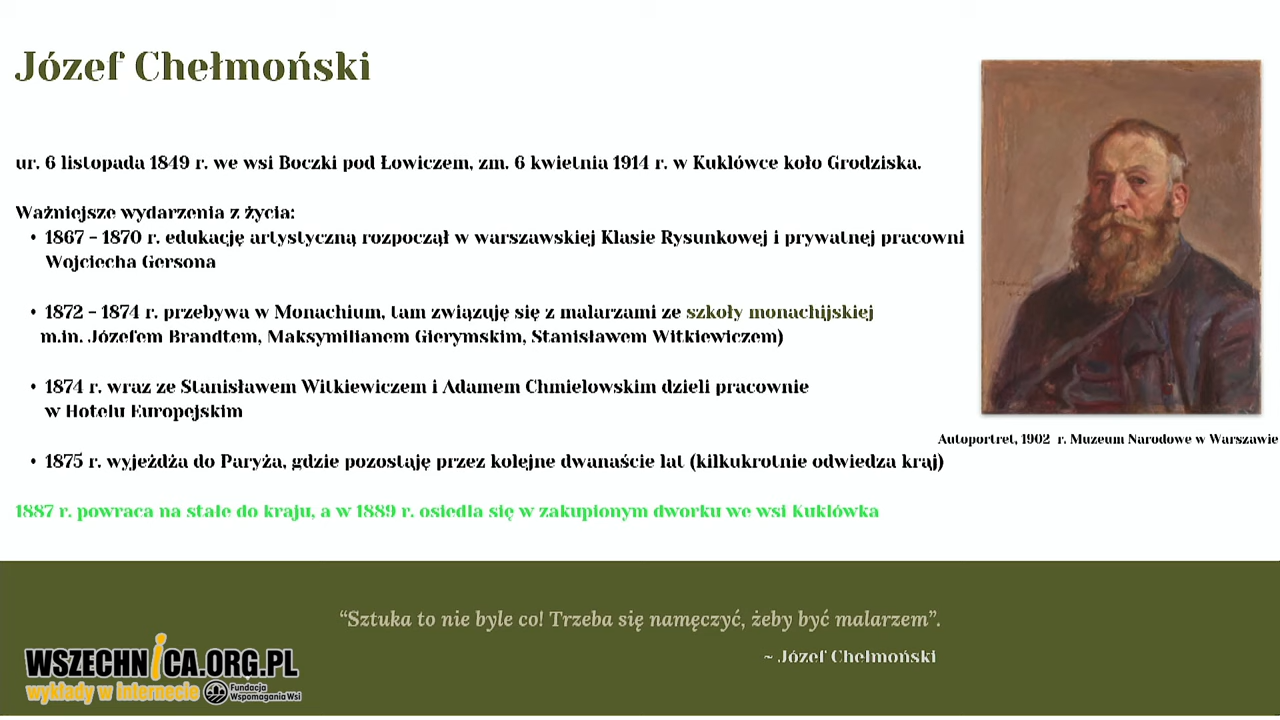 Józef Chełmoński
ur. 6 listopada 1849 r. we wsi Boczki pod Łowiczem, zm. 6 kwietnia 1914 r. w Kuklówce koło Grodziska.
Ważniejsze wydarzenia z życia:
• 1867 - 1870 r. edukację artystyczną rozpoczął w warszawskiej Klasie Rysunkowej i prywatnej pracowni
Wojciecha Gersona
• 1872 - 1874 r. przebywa w Monachium, tam związuję się z malarzami ze szkoły monachijskiej
m.in. Józefem Brandtem, Maksymilianem Gierymskim, Stanisławem Witkiewiczem)
• 1874 r. wraz ze Stanisławem Witkiewiczem i Adamem Chmielowskim dzieli pracownie
w Hotelu Europejskim
• 1875 r. wyjeżdża do Paryża, gdzie pozostaję przez kolejne dwanaście lat (kilkukrotnie odwiedza kraj)
1887 r. powraca na stałe do kraju, a w 1889 r. osiedla się w zakupionym dworku we wsi Kuklówka
Autoportret, 1902 r. Muzeum Narodowe w Warszawie
“Sztuka to nie byle co! Trzeba się namęczyć, żeby być malarzem”.
~ Józef Chełmoński
WSZECHNICA.ORG.PL
wykłady w internecie
Fundacja
Wspomagania Wsi